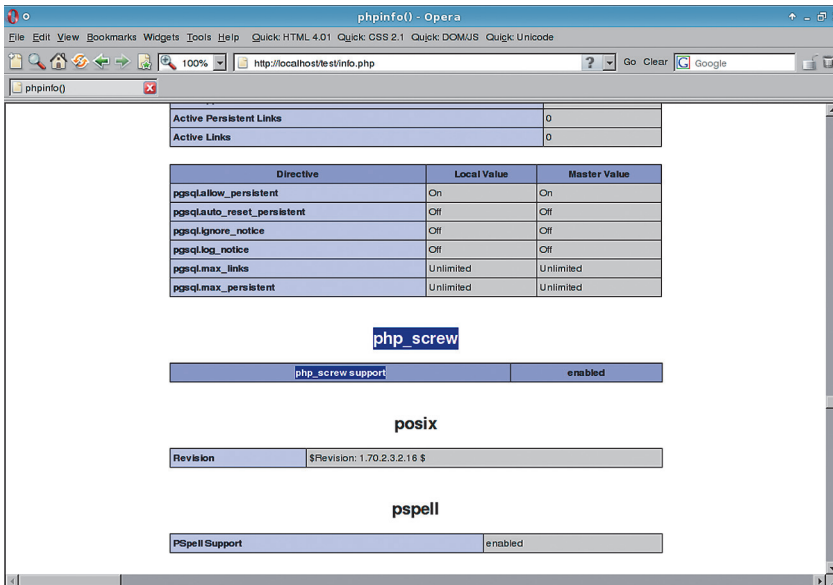 phpinfo() - Opera
File Edit View Bookmarks Widgets Tools Help Quick: HTML 4.01 Quick: CSS 2.1 Quick: DOM/JS Quick: Unicode
100% http://localhost/test/info.php ? Go Clear G Google
phpinfo()
Active Persistent Links 0
Active Links 0
Directive Local Value Master Value
pgsql.allow_persistent On On
pgsql.auto_reset_persistent Off Off
pgsql.ignore_notice Off Off
pgsql.log_notice Off Off
pgsql.max_links Unlimited Unlimited
pgsql.max_persistent Unlimited Unlimited
php_screw
php_screw support enabled
posix
Revision $Revision: 1.70.2.3.2.16 $
pspell
PSpell Support enabled